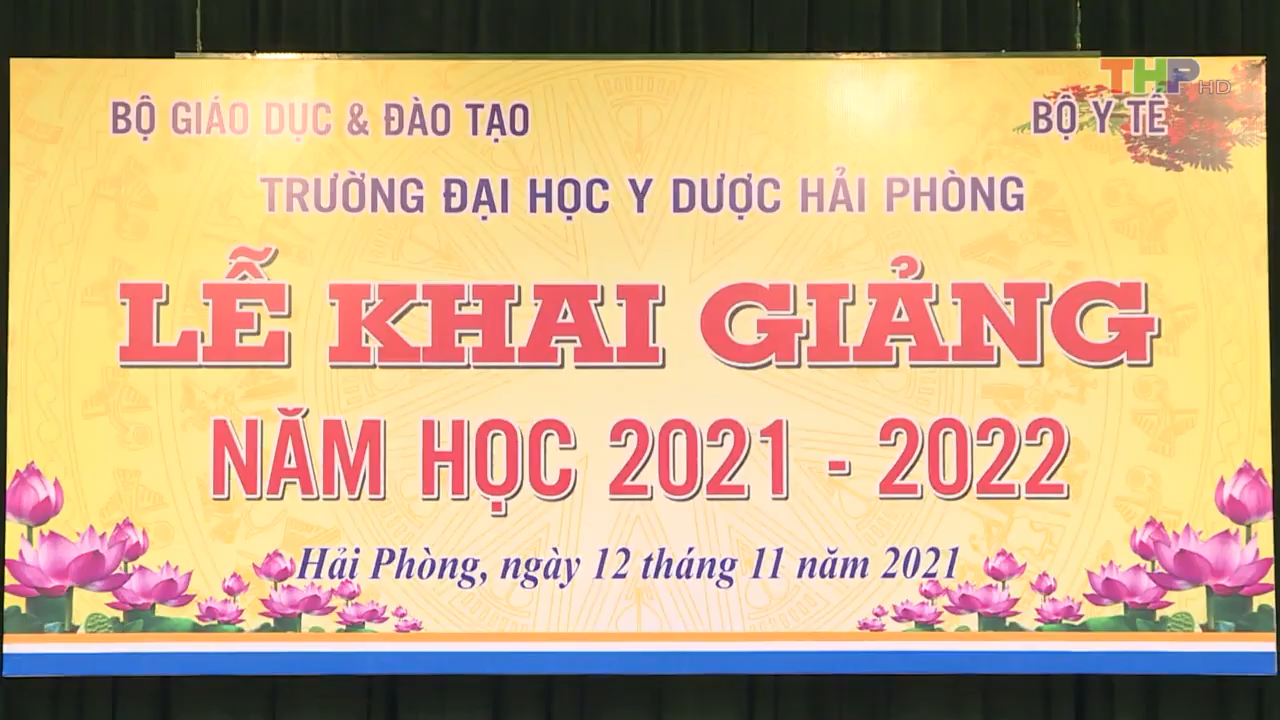 THP HD
BỘ GIÁO DỤC & ĐÀO TẠO
BỘ Y TẾ
TRƯỜNG ĐẠI HỌC Y DƯỢC HẢI PHÒNG
LỄ KHAI GIẢNG
NĂM HỌC 2021 - 2022
Hải Phòng, ngày 12 tháng 11 năm 2021